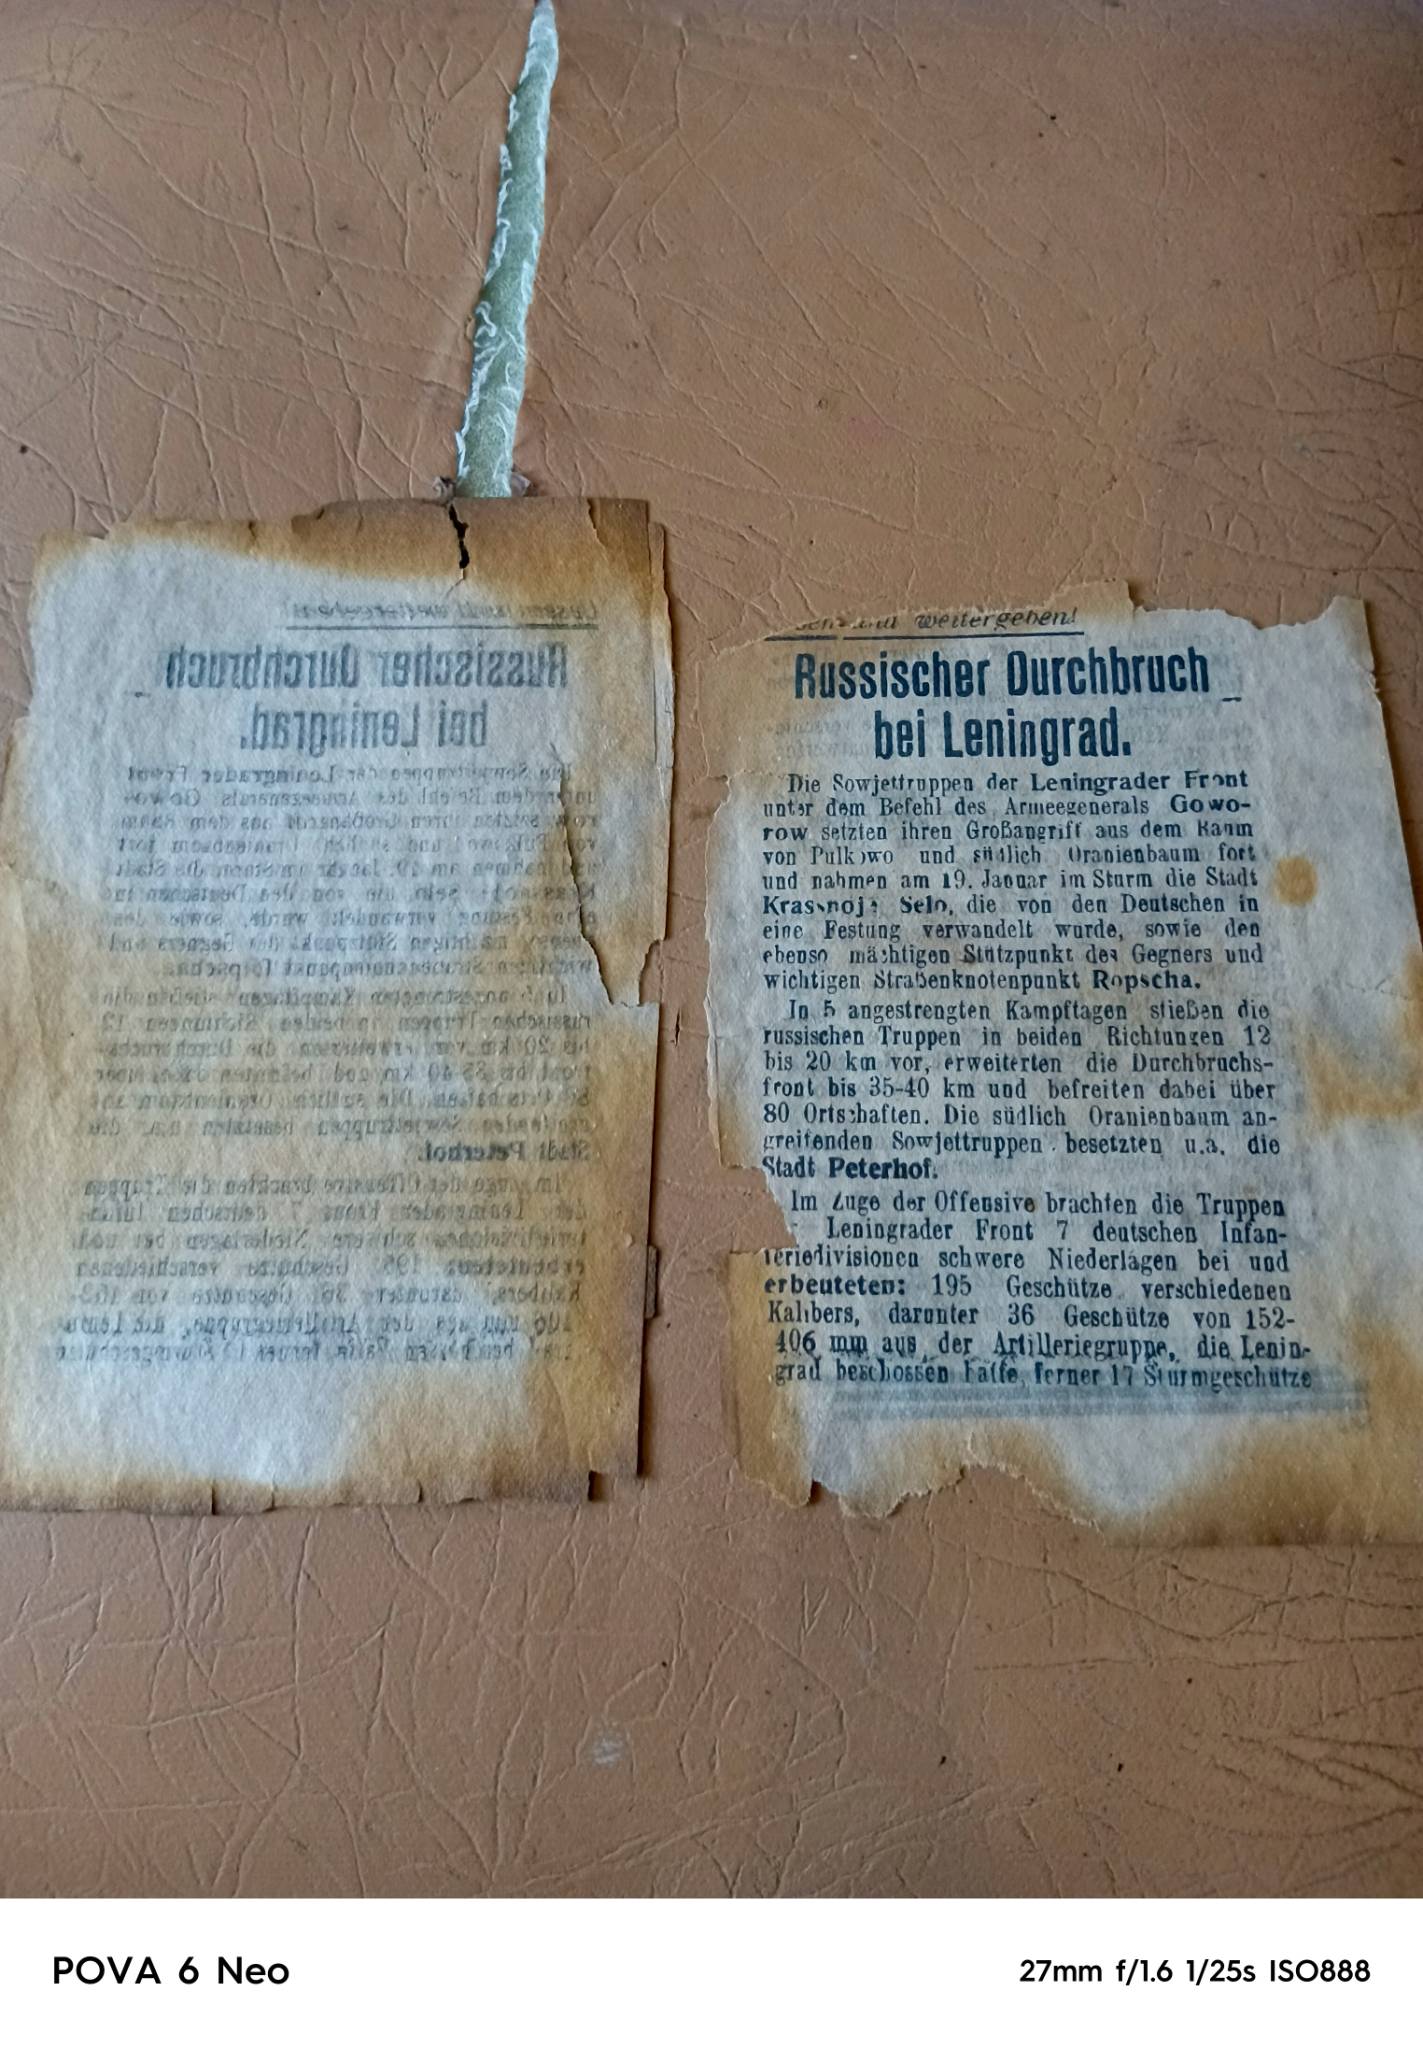 weitergeben!
Russischer Durchbruch
bei Leningrad.
Die Sowjettruppen der Leningrader Front
unter dem Befehl des Armeegenerals Gowo-
row setzten ihren Großangriff aus dem Raum
von Pulkowo und südlich Oranienbaum fort
und nahmen am 19. Januar im Sturm die Stadt
Krasnoje Selo, die von den Deutschen in
eine Festung verwandelt wurde, sowie den
ebenso mächtigen Stützpunkt des Gegners und
wichtigen Straßenknotenpunkt Ropscha.
In 5 angestrengten Kampftagen stießen die
russischen Truppen in beiden Richtungen 12
bis 20 km vor, erweiterten die Durchbruchs-
front bis 35-40 km und befreiten dabei über
80 Ortschaften. Die südlich Oranienbaum an-
greifenden Sowjettruppen besetzten u.a. die
Stadt Peterhof.
Im Zuge der Offensive brachten die Truppen
Leningrader Front 7 deutschen Infan-
teriedivisionen schwere Niederlagen bei und
erbeuteten: 195 Geschütze verschiedenen
Kalibers, darunter 36 Geschütze von 152-
406 mm aus der Artilleriegruppe, die Lenin-
grad beschossen hatte, ferner 17 Sturmgeschütze
POVA 6 Neo
27mm f/1.6 1/25s ISO888